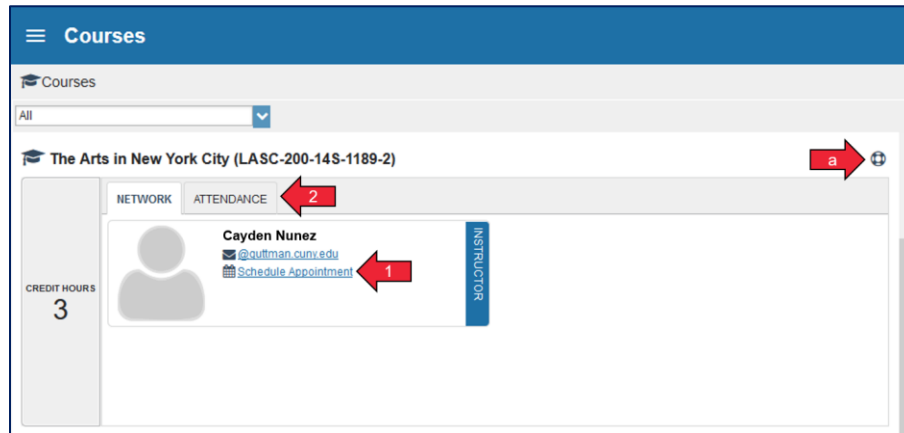 Courses
Courses
All
The Arts in New York City (LASC-200-14S-1189-2)
a
NETWORK
ATTENDANCE
2
Cayden Nunez
@guttman.cuny.edu
Schedule Appointment
1
INSTRUCTOR
CREDIT HOURS
3